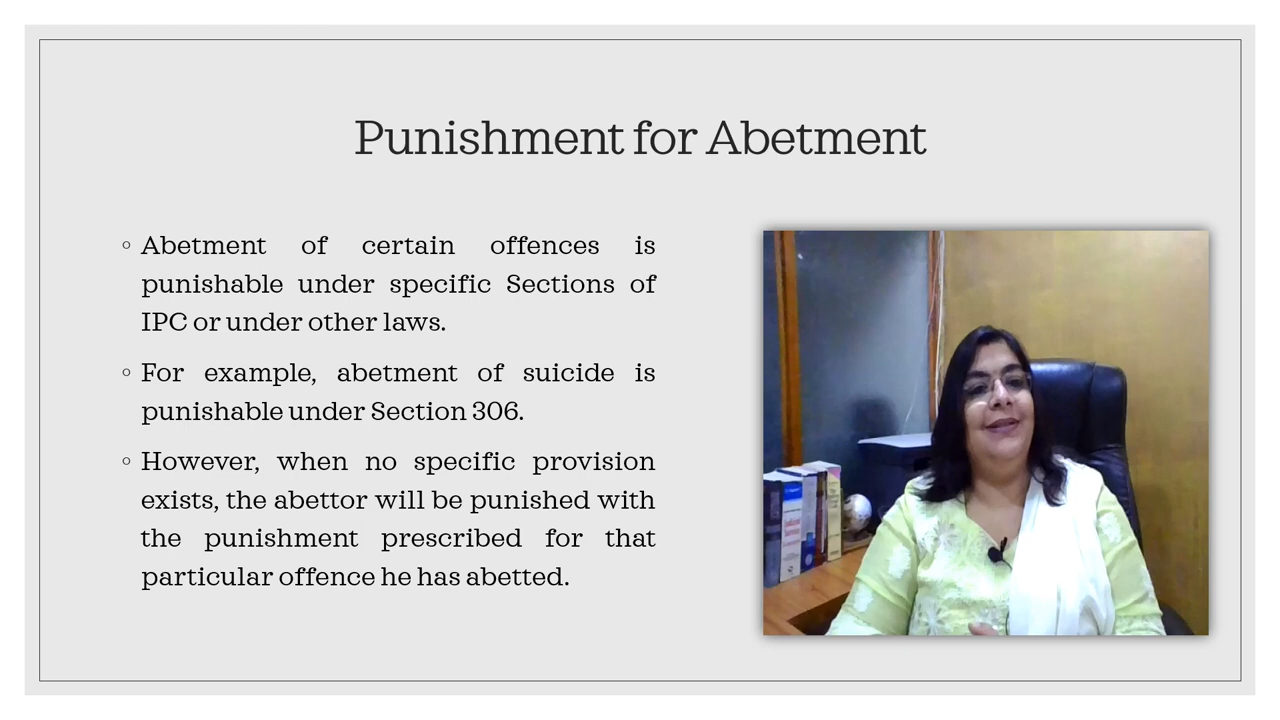 Punishment for Abetment
◦ Abetment of certain offences is
punishable under specific Sections of
IPC or under other laws.
◦ For example, abetment of suicide is
punishable under Section 306.
◦ However, when no specific provision
exists, the abettor will be punished with
the punishment prescribed for that
particular offence he has abetted.